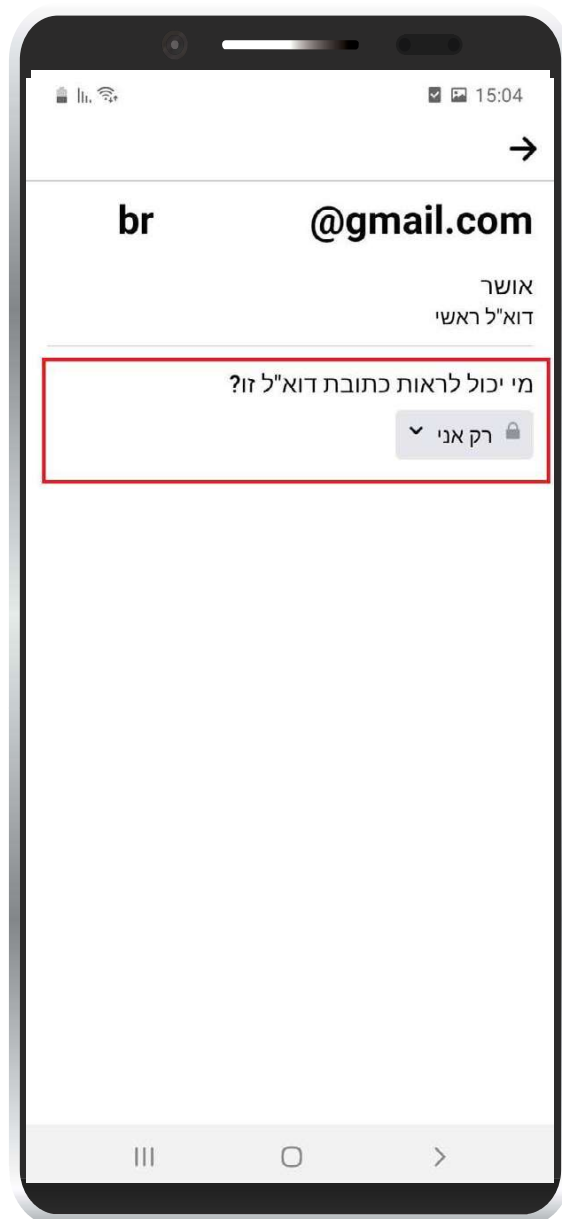 15:04
br @gmail.com
אושר
דוא"ל ראשי
מי יכול לראות כתובת דוא"ל זו?
רק אני